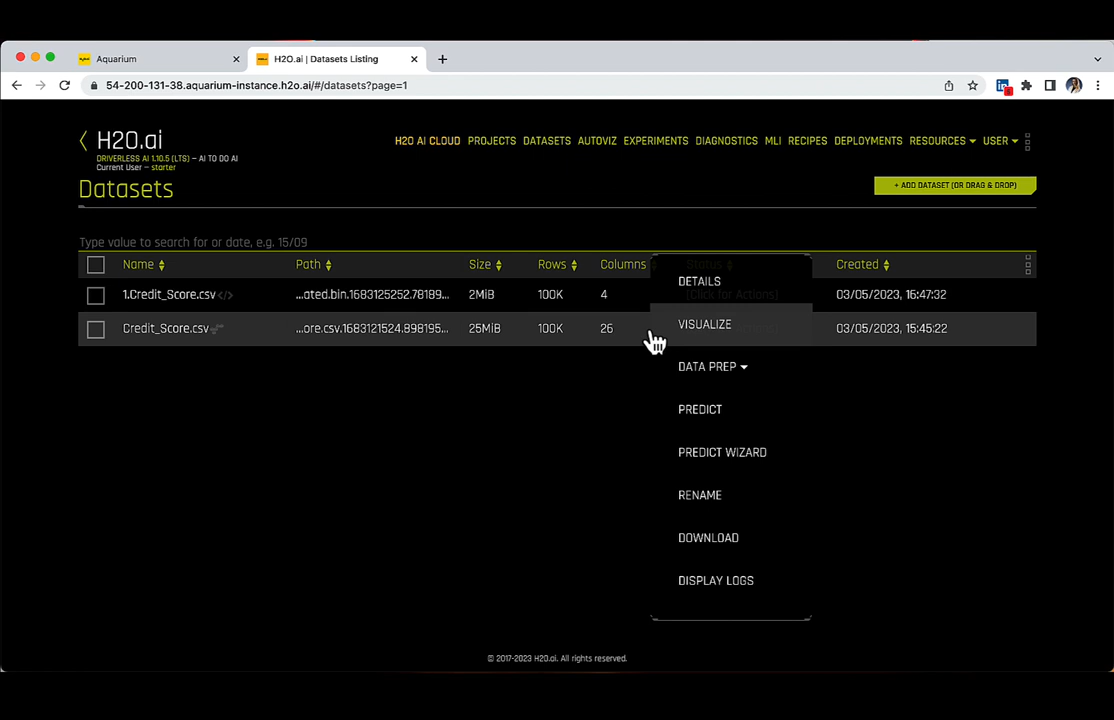 Aquarium
H2O.ai | Datasets Listing
54-200-131-38.aquarium-instance.h2o.ai/#/datasets?page=1
H2O.ai
DRIVERLESS AI 1.10.5 (LTS) — AI TO DO AI
Current User — starter
H2O AI CLOUD PROJECTS DATASETS AUTOVIZ EXPERIMENTS DIAGNOSTICS MLI RECIPES DEPLOYMENTS RESOURCES USER
Datasets
+ ADD DATASET (OR DRAG & DROP)
Type value to search for or date, e.g. 15/09
Name Path Size Rows Columns Status Created
1.Credit_Score.csv ...ated.bin.1683125252.78189... 2MiB 100K 4 [Click for Actions] 03/05/2023, 16:47:32
Credit_Score.csv ...ore.csv.1683121524.898195... 25MiB 100K 26 03/05/2023, 15:45:22
DETAILS
VISUALIZE
DATA PREP
PREDICT
PREDICT WIZARD
RENAME
DOWNLOAD
DISPLAY LOGS
© 2017-2023 H2O.ai. All rights reserved.